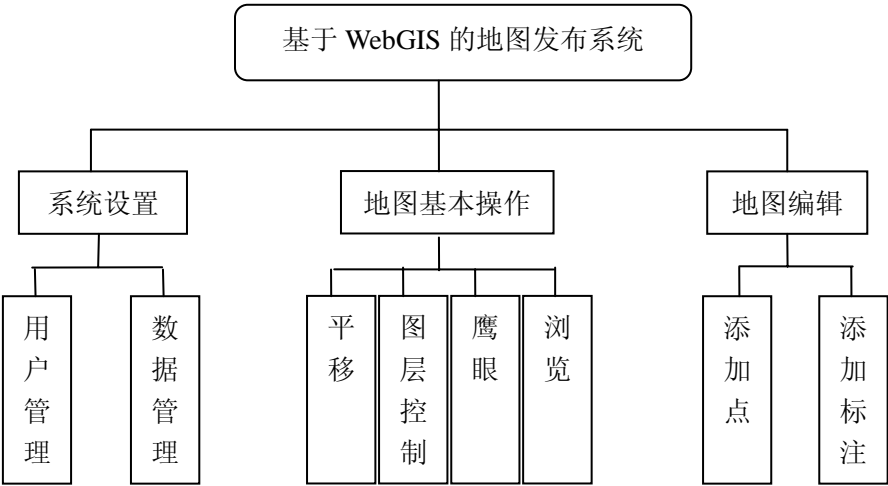 基于 WebGIS 的地图发布系统
系统设置
地图基本操作
地图编辑
用户管理
数据管理
平移
图层控制
鹰眼
浏览
添加点
添加标注